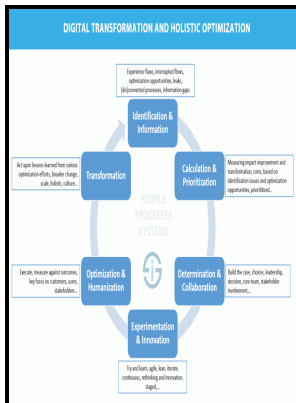 DIGITAL TRANSFORMATION AND HOLISTIC OPTIMIZATION
Experience flaws, interrupted flows,
optimization opportunities, leaks,
(dis)connected processes, information gaps
Identification &
Information
Transformation
Act upon lessons learned from various
optimization efforts, broader change,
scale, holistic, culture...
Calculation &
Prioritization
Measuring impact improvement and
transformation, costs, based on
identification issues and optimization
opportunities, prioritized...
PEOPLE
PROCESSES
SYSTEMS
Optimization &
Humanization
Execute, measure against outcomes,
key focus on customers, users,
stakeholders...
Determination &
Collaboration
Build the case, choices, leadership,
decision, core team, stakeholder
involvement,...
Experimentation
& Innovation
Try and learn, agile, lean, iterate,
continuous, rethinking and innovation,
staged,...